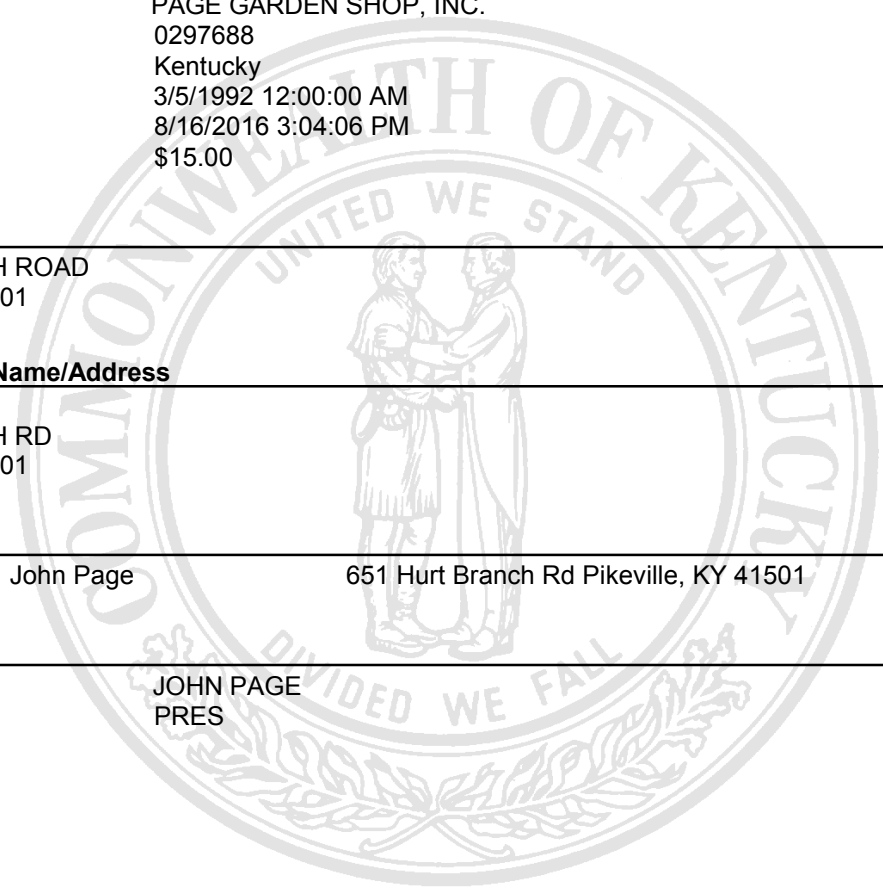 PAGE GARDEN SHOP, INC.
0297688
Kentucky
3/5/1992 12:00:00 AM
8/16/2016 3:04:06 PM
$15.00
COMMONWEALTH OF KENTUCKY
UNITED WE STAND
H ROAD
01
Name/Address
H RD
01
John Page 651 Hurt Branch Rd Pikeville, KY 41501
DIVIDED WE FALL
JOHN PAGE
PRES